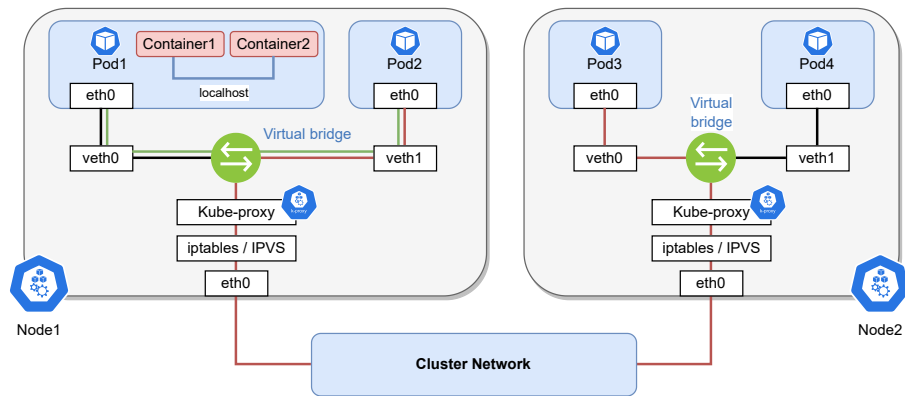 Container1
Container2
Pod1
localhost
eth0
Pod2
eth0
Virtual bridge
veth0
veth1
Kube-proxy
k-proxy
iptables / IPVS
eth0
Node1
Pod3
eth0
Pod4
eth0
Virtual
bridge
veth0
veth1
Kube-proxy
k-proxy
iptables / IPVS
eth0
Node2
Cluster Network